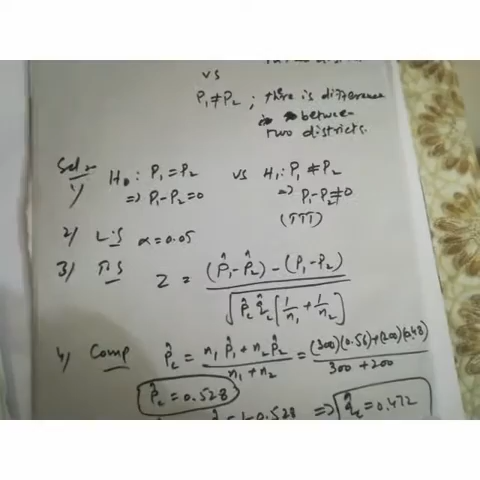 vs
P₁≠P₂ ; there is difference
between
two districts.
Sol:-
1) H₀ : P₁ = P₂ vs H₁ : P₁ ≠ P₂
⇒ P₁-P₂=0 ⇒ P₁-P₂≠0
(TTT)
2) L.S α=0.05
3) T.S Z = ((P̂₁-P̂₂) - (P₁-P₂)) / √(P̂c q̂c [1/n₁ + 1/n₂])
4) Comp P̂c = (n₁P̂₁+n₂P̂₂) / (n₁+n₂) = ((300)(0.56)+(200)(0.48)) / (300+200)
P̂c = 0.528
= 1-0.528 ⇒ q̂c = 0.472